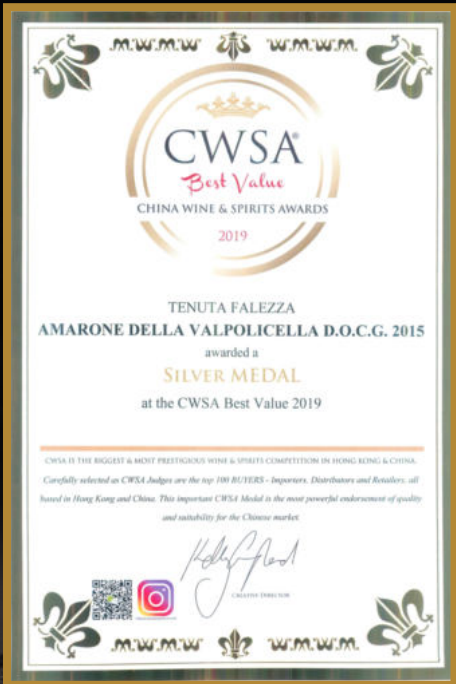 CWSA®
Best Value
CHINA WINE & SPIRITS AWARDS
2019
TENUTA FALEZZA
AMARONE DELLA VALPOLICELLA D.O.C.G. 2015
awarded a
SILVER MEDAL
at the CWSA Best Value 2019
CWSA IS THE BIGGEST & MOST PRESTIGIOUS WINE & SPIRITS COMPETITION IN HONG KONG & CHINA.
Carefully selected as CWSA Judges are the top 100 BUYERS - Importers, Distributors and Retailers, all
based in Hong Kong and China. This important CWSA Medal is the most powerful endorsement of quality
and suitability for the Chinese market.
CREATIVE DIRECTOR